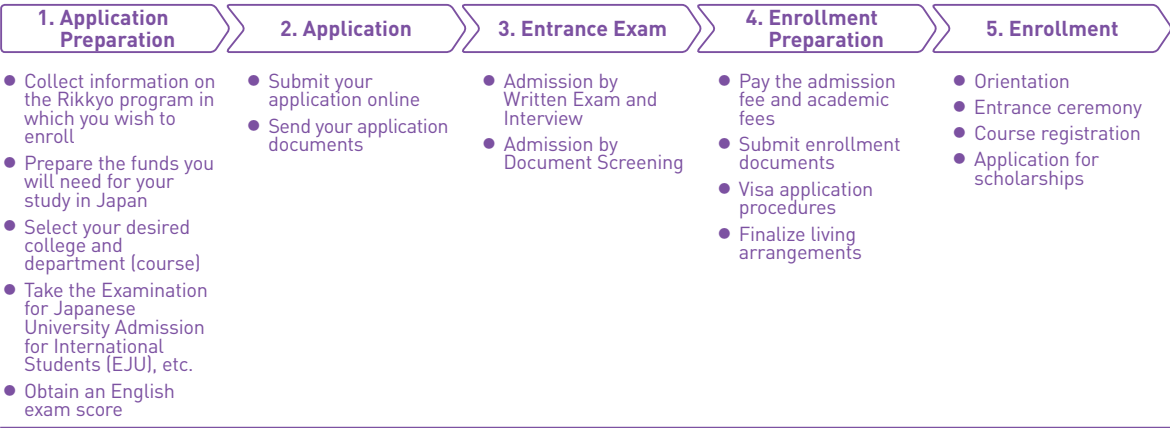 1. Application
Preparation
2. Application
3. Entrance Exam
4. Enrollment
Preparation
5. Enrollment
● Collect information on
the Rikkyo program in
which you wish to
enroll
● Prepare the funds you
will need for your
study in Japan
● Select your desired
college and
department (course)
● Take the Examination
for Japanese
University Admission
for International
Students (EJU), etc.
● Obtain an English
exam score
● Submit your
application online
● Send your application
documents
● Admission by
Written Exam and
Interview
● Admission by
Document Screening
● Pay the admission
fee and academic
fees
● Submit enrollment
documents
● Visa application
procedures
● Finalize living
arrangements
● Orientation
● Entrance ceremony
● Course registration
● Application for
scholarships